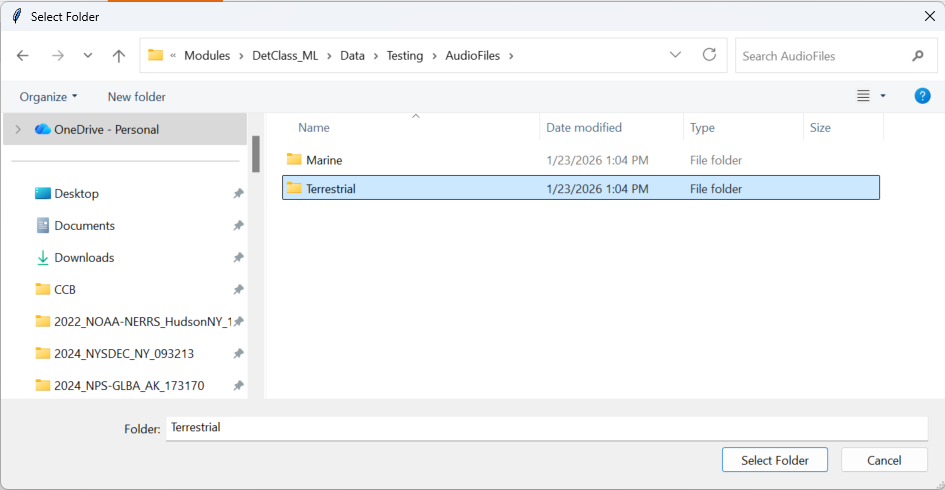 Select Folder
« Modules > DetClass_ML > Data > Testing > AudioFiles >
Search AudioFiles
Organize
New folder
?
OneDrive - Personal
Desktop
Documents
Downloads
CCB
2022_NOAA-NERRS_HudsonNY_1
2024_NYSDEC_NY_093213
2024_NPS-GLBA_AK_173170
Name Date modified Type Size
Marine 1/23/2026 1:04 PM File folder
Terrestrial 1/23/2026 1:04 PM File folder
Folder: Terrestrial
Select Folder Cancel